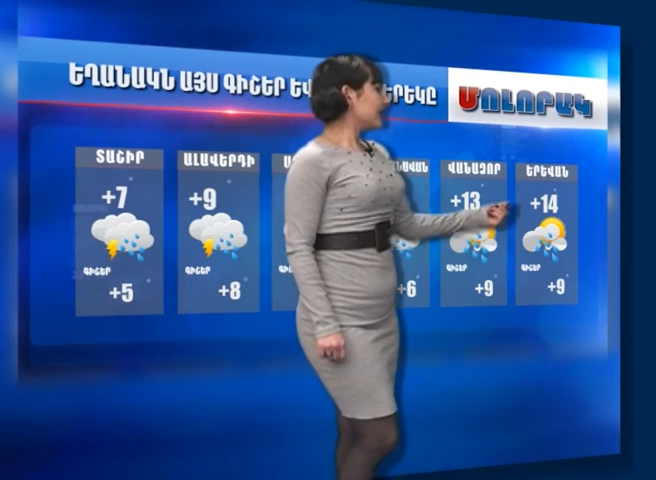 ԵՂԱՆԱԿՆ ԱՅՍ ԳԻՇԵՐ
ՄՈԼՈՐԱԿ
ՏԱՇԻՐ
ԱԼԱՎԵՐԴԻ
ՎԱՆԱՁՈՐ
ԵՐԵՎԱՆ
+7
+9
+13
+14
ԳԻՇԵՐ
ԳԻՇԵՐ
ԳԻՇԵՐ
ԳԻՇԵՐ
+5
+8
+6
+9
+9